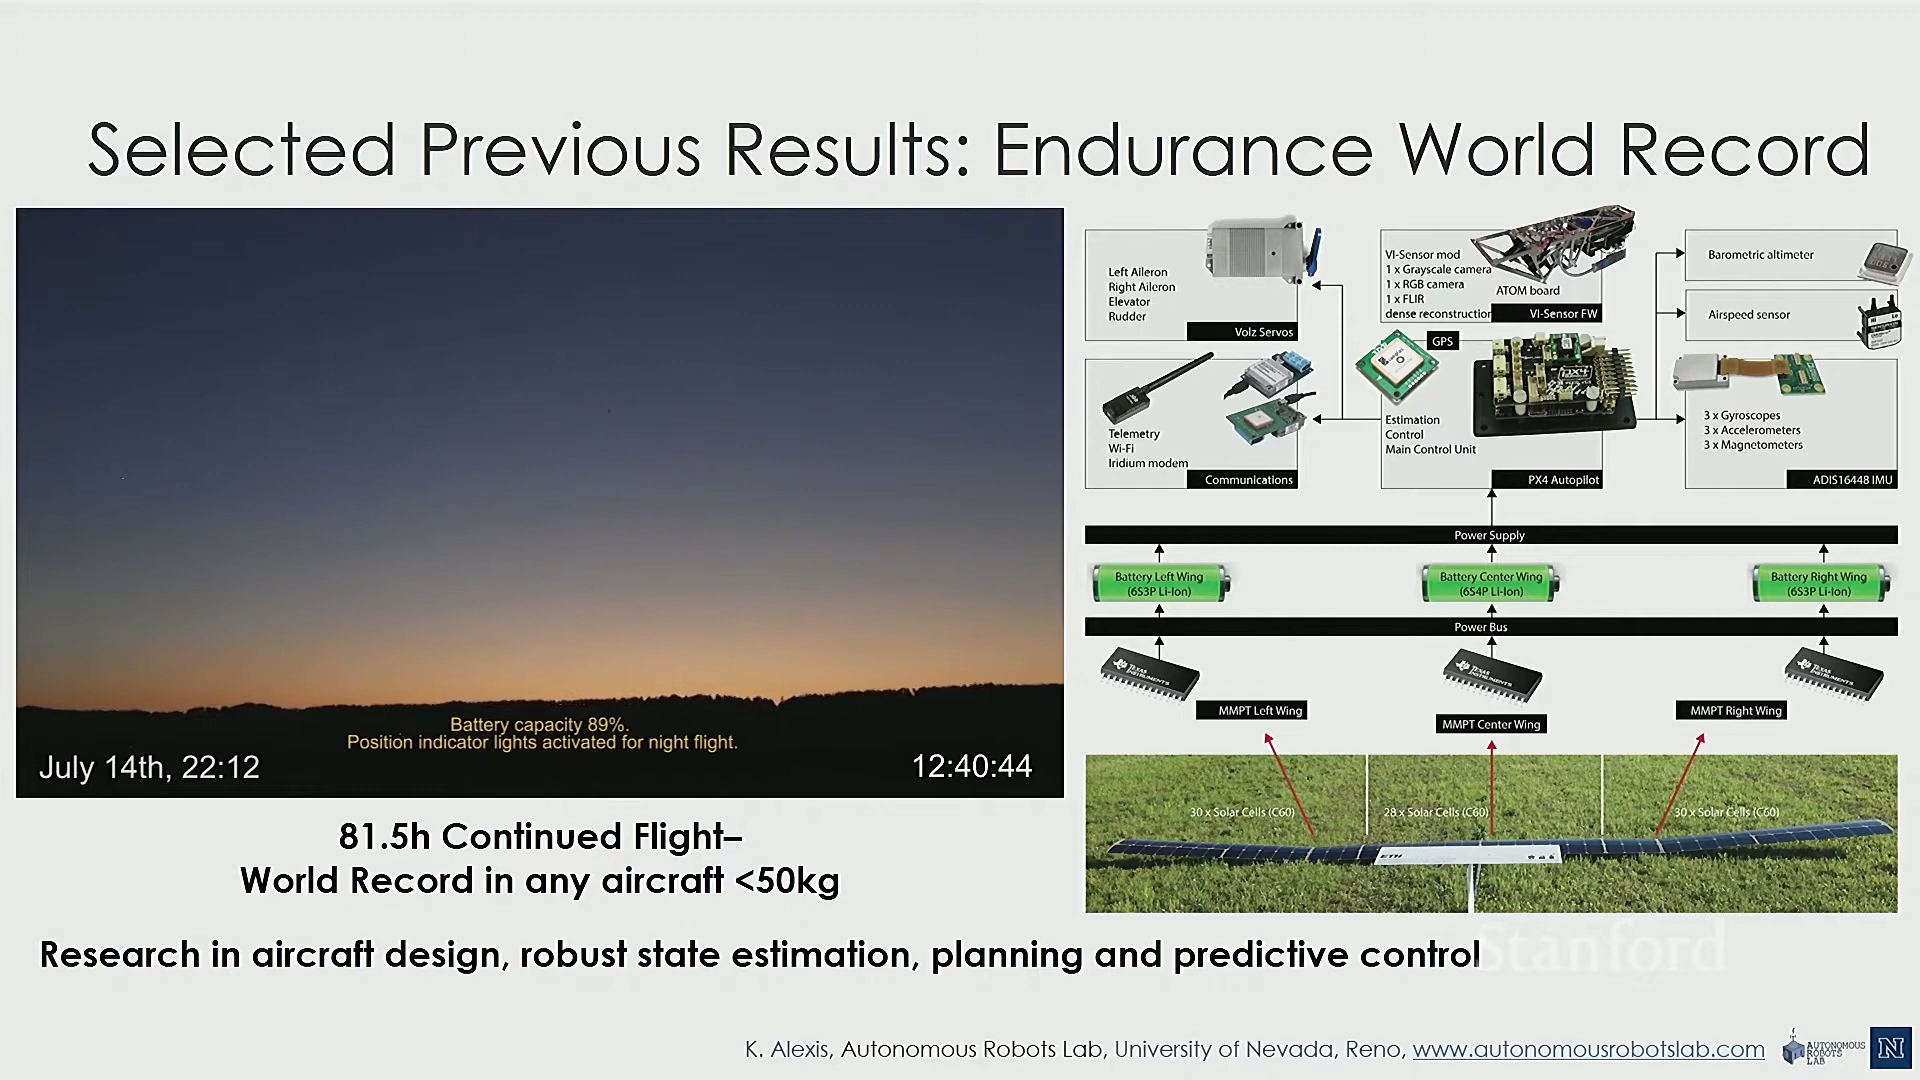 Selected Previous Results: Endurance World Record
Battery capacity 89%.
Position indicator lights activated for night flight.
July 14th, 22:12
12:40:44
81.5h Continued Flight–
World Record in any aircraft <50kg
Research in aircraft design, robust state estimation, planning and predictive control
Left Aileron
Right Aileron
Elevator
Rudder
Volz Servos
VI-Sensor mod
1 x Grayscale camera
1 x RGB camera
1 x FLIR
dense reconstruction
ATOM board
VI-Sensor FW
Barometric altimeter
Airspeed sensor
GPS
Telemetry
Wi-Fi
Iridium modem
Communications
Estimation
Control
Main Control Unit
PX4 Autopilot
3 x Gyroscopes
3 x Accelerometers
3 x Magnetometers
ADIS16448 IMU
Power Supply
Battery Left Wing
(6S3P Li-Ion)
Battery Center Wing
(6S4P Li-Ion)
Battery Right Wing
(6S3P Li-Ion)
Power Bus
TEXAS
INSTRUMENTS
TEXAS
INSTRUMENTS
TEXAS
INSTRUMENTS
MMPT Left Wing
MMPT Center Wing
MMPT Right Wing
30 x Solar Cells (C60)
28 x Solar Cells (C60)
30 x Solar Cells (C60)
ETH
Stanford
K. Alexis, Autonomous Robots Lab, University of Nevada, Reno, www.autonomousrobotslab.com
AUTONOMOUS
ROBOTS
LAB
N